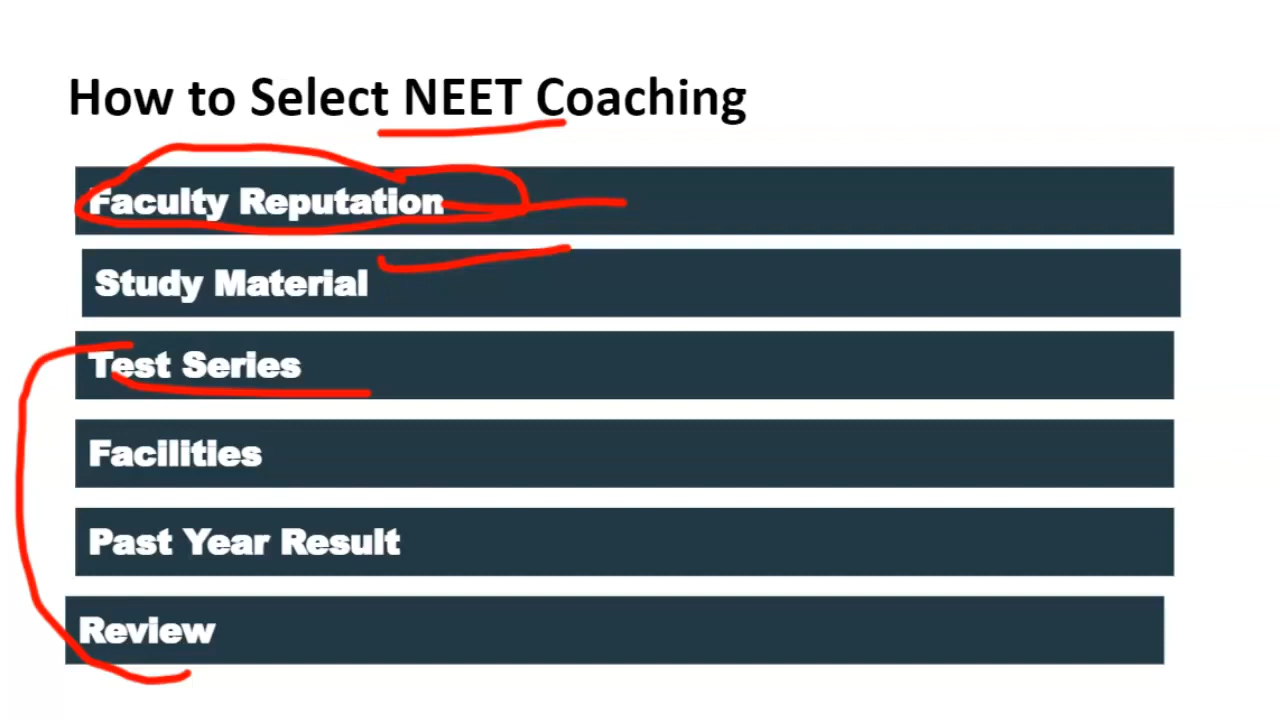 How to Select NEET Coaching
Faculty Reputation
Study Material
Test Series
Facilities
Past Year Result
Review